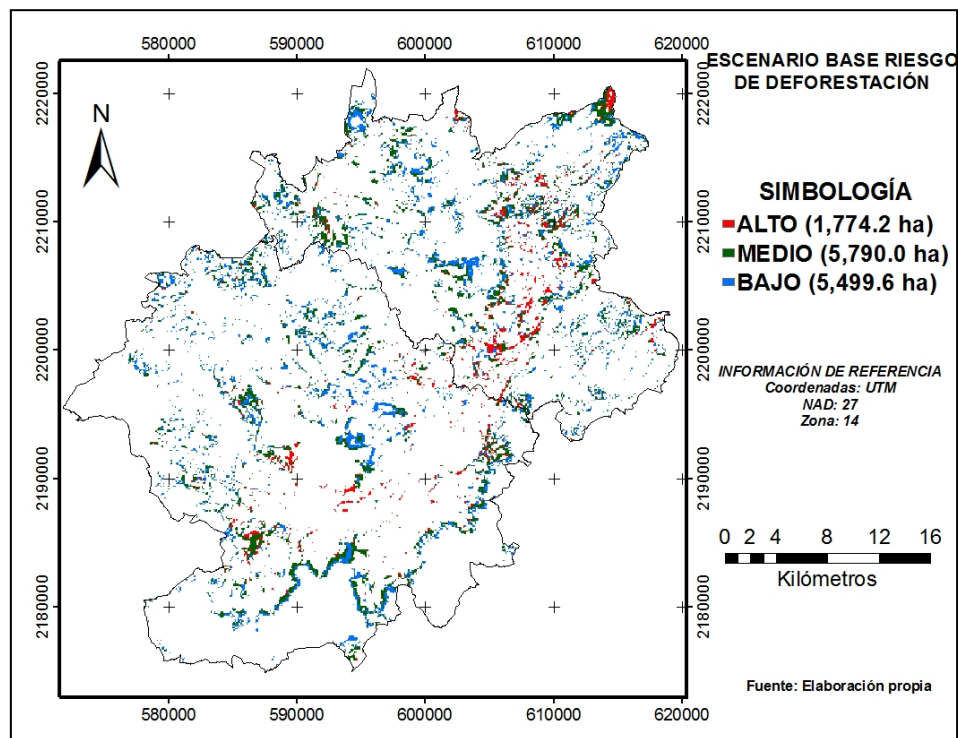 580000 590000 600000 610000 620000
ESCENARIO BASE RIESGO
DE DEFORESTACIÓN
2220000 2220000
N
SIMBOLOGÍA
2210000 2210000
ALTO (1,774.2 ha)
MEDIO (5,790.0 ha)
BAJO (5,499.6 ha)
2200000 2200000
INFORMACIÓN DE REFERENCIA
Coordenadas: UTM
NAD: 27
Zona: 14
2190000 2190000
0 2 4 8 12 16
Kilómetros
2180000 2180000
Fuente: Elaboración propia
580000 590000 600000 610000 620000